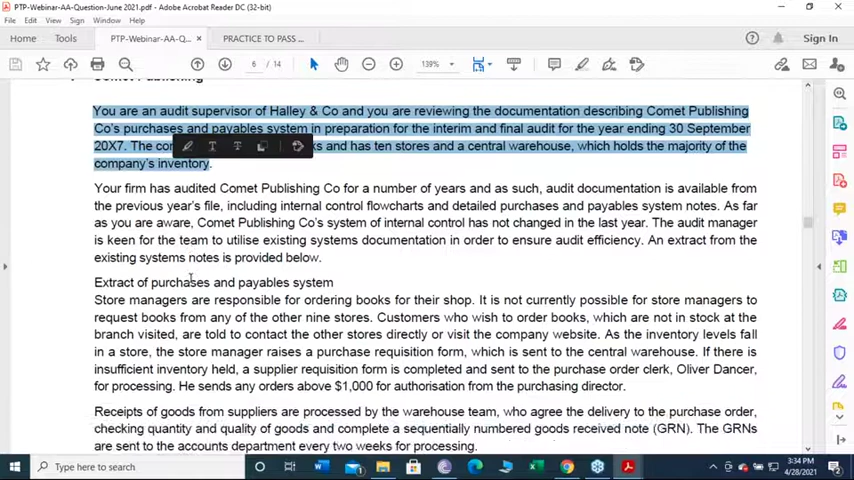 PTP-Webinar-AA-Question-June 2021.pdf - Adobe Acrobat Reader DC (32-bit)
File Edit View Sign Window Help
Home Tools PTP-Webinar-AA-Q... × PRACTICE TO PASS ... Sign In
6 / 14 139%
You are an audit supervisor of Halley & Co and you are reviewing the documentation describing Comet Publishing
Co's purchases and payables system in preparation for the interim and final audit for the year ending 30 September
20X7. The ks and has ten stores and a central warehouse, which holds the majority of the
company's inventory.
Your firm has audited Comet Publishing Co for a number of years and as such, audit documentation is available from
the previous year's file, including internal control flowcharts and detailed purchases and payables system notes. As far
as you are aware, Comet Publishing Co's system of internal control has not changed in the last year. The audit manager
is keen for the team to utilise existing systems documentation in order to ensure audit efficiency. An extract from the
existing systems notes is provided below.
Extract of purchases and payables system
Store managers are responsible for ordering books for their shop. It is not currently possible for store managers to
request books from any of the other nine stores. Customers who wish to order books, which are not in stock at the
branch visited, are told to contact the other stores directly or visit the company website. As the inventory levels fall
in a store, the store manager raises a purchase requisition form, which is sent to the central warehouse. If there is
insufficient inventory held, a supplier requisition form is completed and sent to the purchase order clerk, Oliver Dancer,
for processing. He sends any orders above $1,000 for authorisation from the purchasing director.
Receipts of goods from suppliers are processed by the warehouse team, who agree the delivery to the purchase order,
checking quantity and quality of goods and complete a sequentially numbered goods received note (GRN). The GRNs
are sent to the accounts department every two weeks for processing.
Type here to search
3:34 PM
4/28/2021